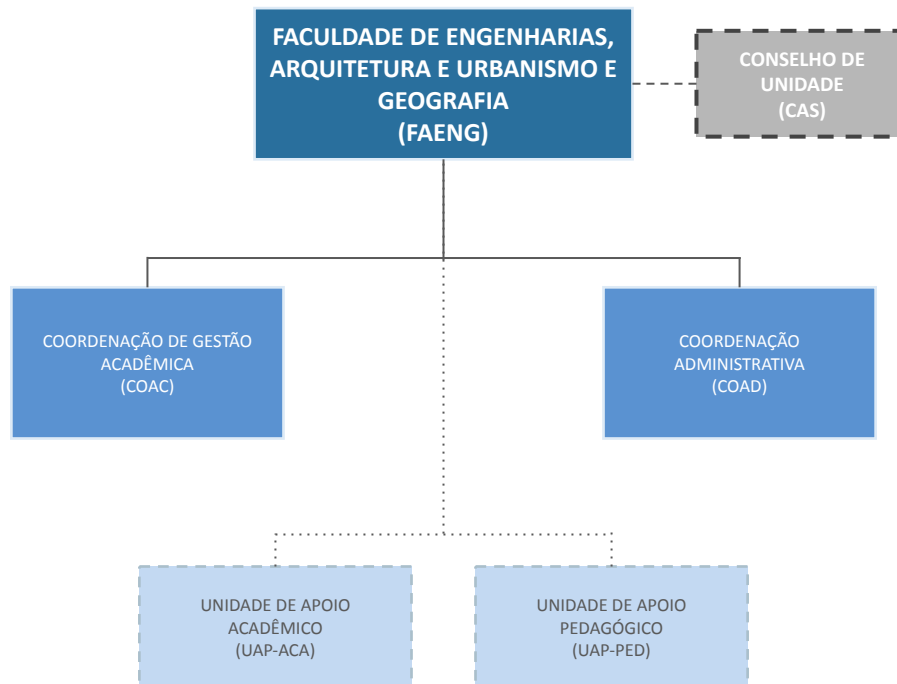 FACULDADE DE ENGENHARIAS,
ARQUITETURA E URBANISMO E
GEOGRAFIA
(FAENG)
CONSELHO DE
UNIDADE
(CAS)
COORDENAÇÃO DE GESTÃO
ACADÊMICA
(COAC)
COORDENAÇÃO
ADMINISTRATIVA
(COAD)
UNIDADE DE APOIO
ACADÊMICO
(UAP-ACA)
UNIDADE DE APOIO
PEDAGÓGICO
(UAP-PED)